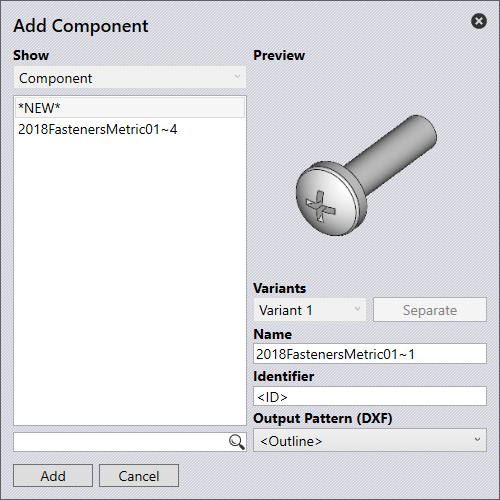 Add Component
Show
Component
*NEW*
2018FastenersMetric01~4
Preview
Variants
Variant 1
Separate
Name
2018FastenersMetric01~1
Identifier
<ID>
Output Pattern (DXF)
<Outline>
Add
Cancel